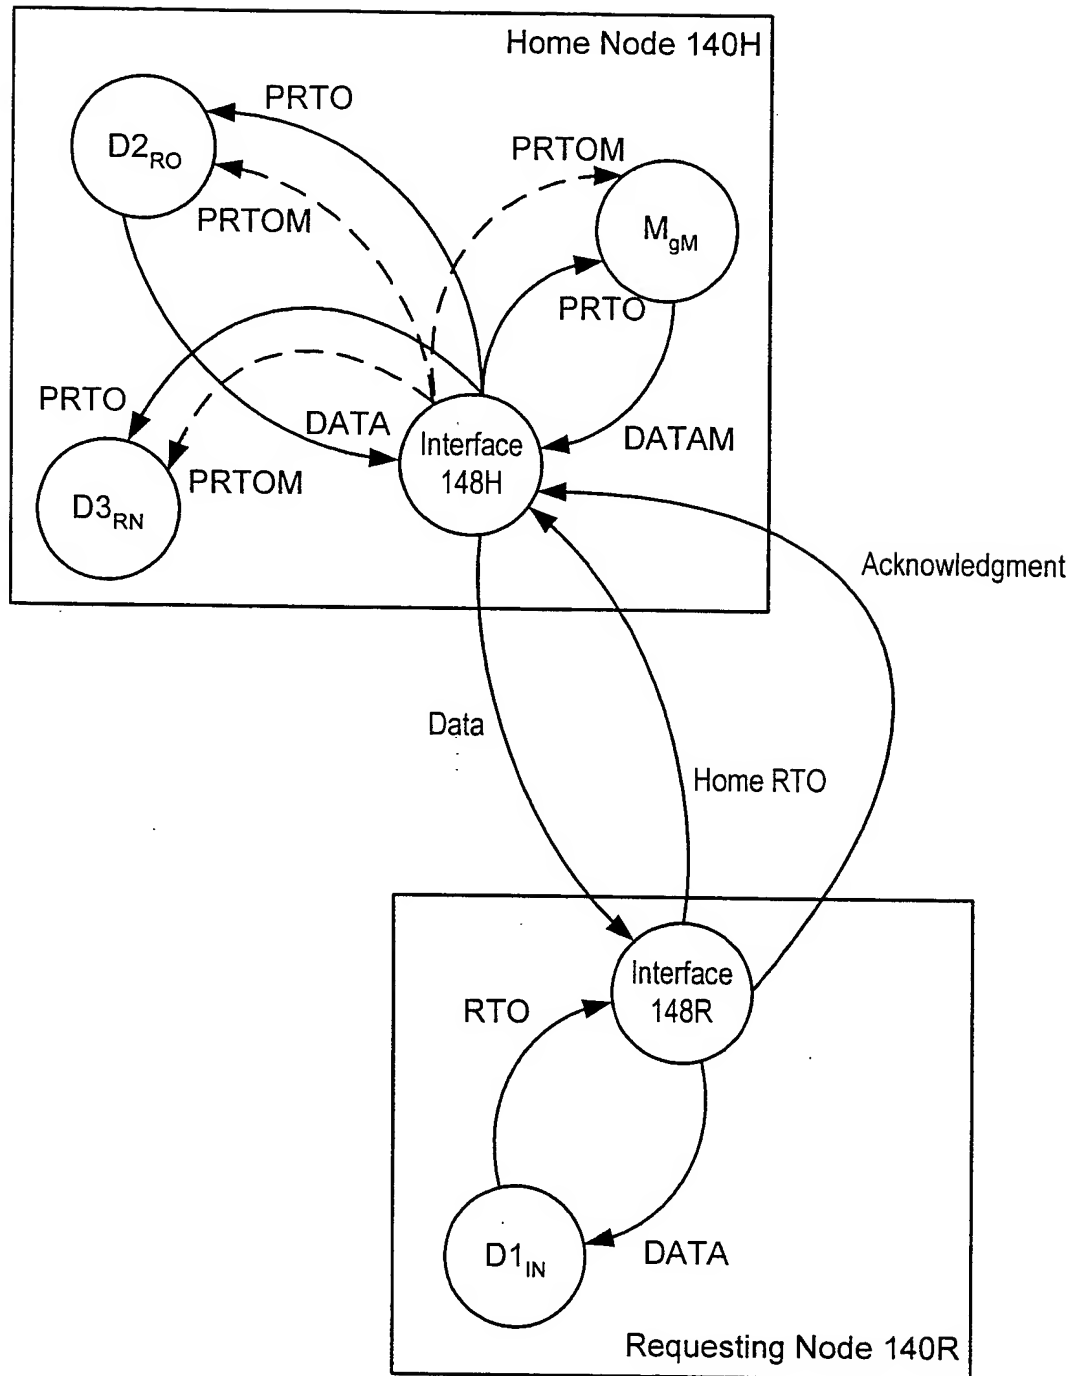 Home Node 140H
PRTO
D2RO
PRTOM
PRTOM
MgM
PRTO
PRTO
DATA
Interface
148H
DATAM
PRTOM
D3RN
Acknowledgment
Data
Home RTO
Interface
148R
RTO
D1IN
DATA
Requesting Node 140R